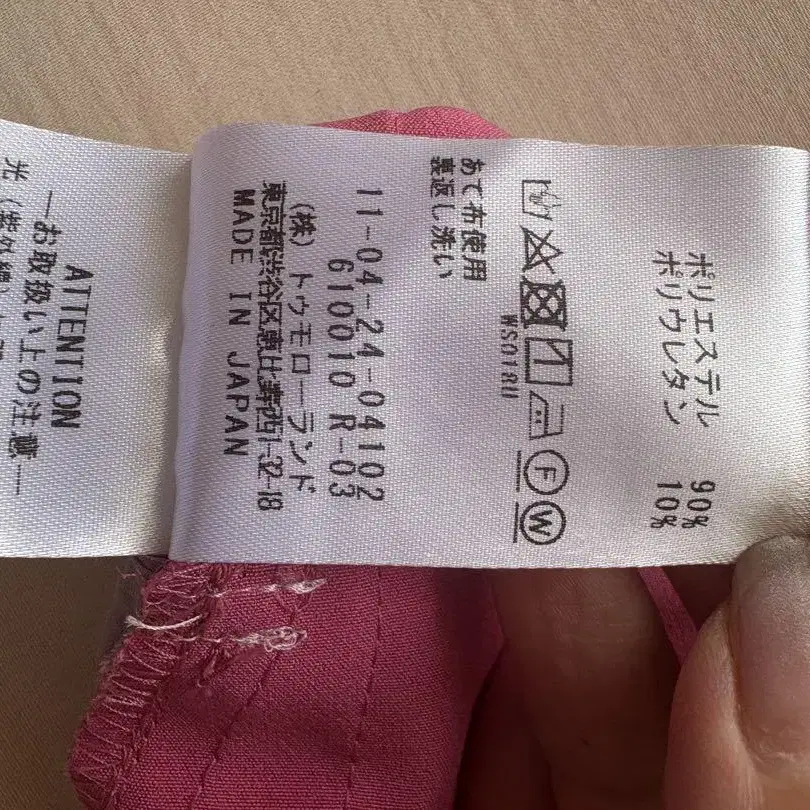 ポリエステル 90%
ポリウレタン 10%
WS018U
あて布使用
裏返し洗い
11-04-24-04102
610010 R-03
(株) トゥモローランド
東京都渋谷区恵比寿西1-32-18
MADE IN JAPAN
ATTENTION
―お取扱い上の注意―